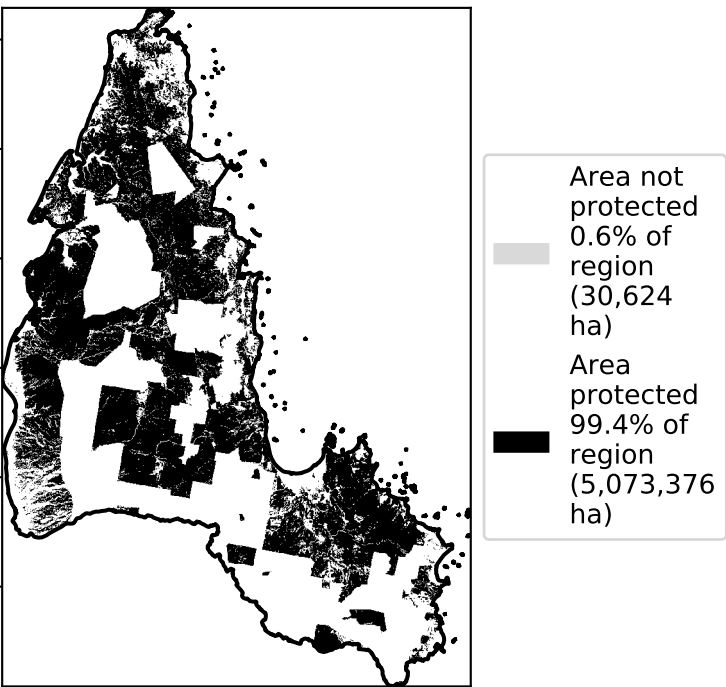 Area not
protected
0.6% of
region
(30,624
ha)
Area
protected
99.4% of
region
(5,073,376
ha)